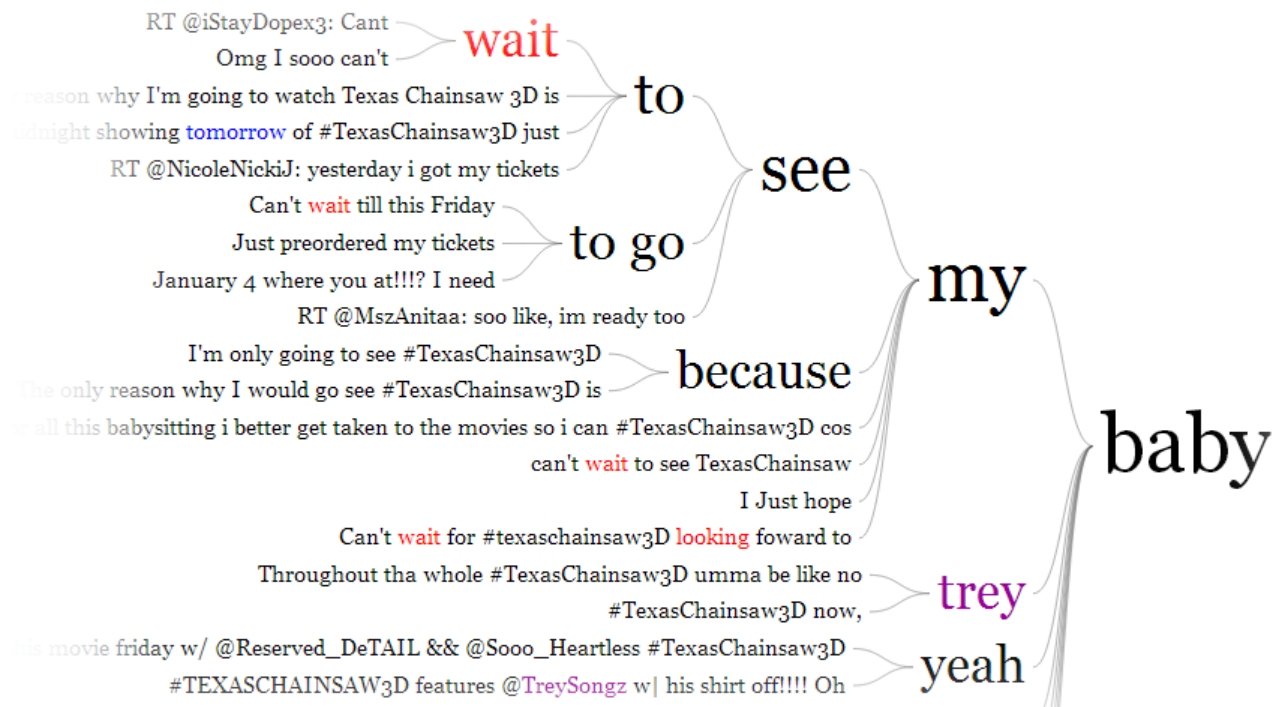 RT @iStayDopex3: Cant
wait
Omg I sooo can't
reason why I'm going to watch Texas Chainsaw 3D is
to
showing tomorrow of #TexasChainsaw3D just
RT @NicoleNickiJ: yesterday i got my tickets
see
Can't wait till this Friday
Just preordered my tickets
to go
January 4 where you at!!!? I need
my
RT @MszAnitaa: soo like, im ready too
I'm only going to see #TexasChainsaw3D
because
The only reason why I would go see #TexasChainsaw3D is
all this babysitting i better get taken to the movies so i can #TexasChainsaw3D cos
baby
can't wait to see TexasChainsaw
I Just hope
Can't wait for #texaschainsaw3D looking foward to
Throughout tha whole #TexasChainsaw3D umma be like no
trey
#TexasChainsaw3D now,
movie friday w/ @Reserved_DeTAIL && @Sooo_Heartless #TexasChainsaw3D
yeah
#TEXASCHAINSAW3D features @TreySongz w| his shirt off!!!! Oh